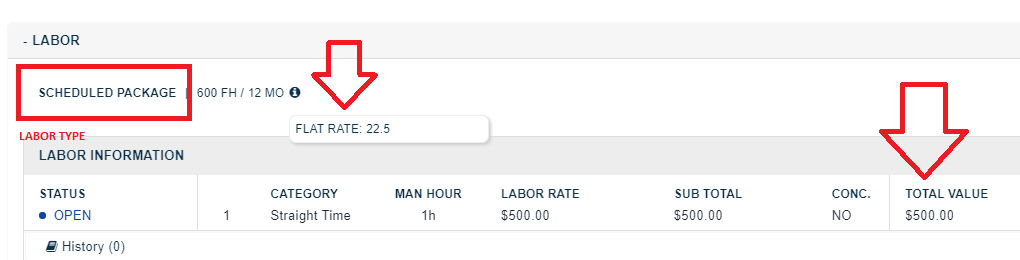 - LABOR
SCHEDULED PACKAGE | 600 FH / 12 MO
FLAT RATE: 22.5
LABOR TYPE
LABOR INFORMATION
STATUS CATEGORY MAN HOUR LABOR RATE SUB TOTAL CONC. TOTAL VALUE
OPEN 1 Straight Time 1h $500.00 $500.00 NO $500.00
History (0)